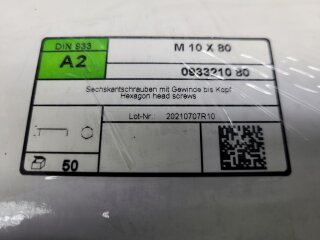 DIN 933
A2
M 10 X 80
0933210 80
Sechskantschrauben mit Gewinde bis Kopf
Hexagon head screws
Lot-Nr.: 20210707R10
50